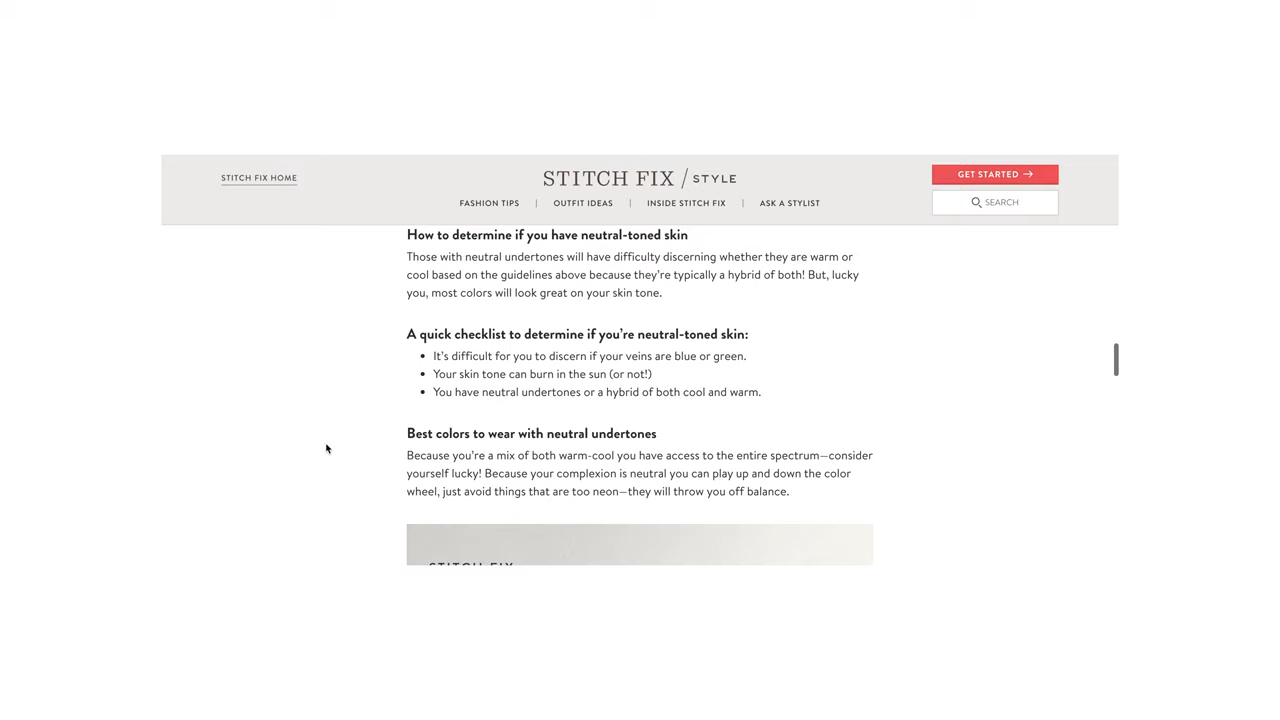 STITCH FIX HOME
STITCH FIX / STYLE
GET STARTED →
SEARCH
FASHION TIPS | OUTFIT IDEAS | INSIDE STITCH FIX | ASK A STYLIST
How to determine if you have neutral-toned skin
Those with neutral undertones will have difficulty discerning whether they are warm or
cool based on the guidelines above because they're typically a hybrid of both! But, lucky
you, most colors will look great on your skin tone.
A quick checklist to determine if you're neutral-toned skin:
• It's difficult for you to discern if your veins are blue or green.
• Your skin tone can burn in the sun (or not!)
• You have neutral undertones or a hybrid of both cool and warm.
Best colors to wear with neutral undertones
Because you're a mix of both warm-cool you have access to the entire spectrum—consider
yourself lucky! Because your complexion is neutral you can play up and down the color
wheel, just avoid things that are too neon—they will throw you off balance.
STITCH FIX